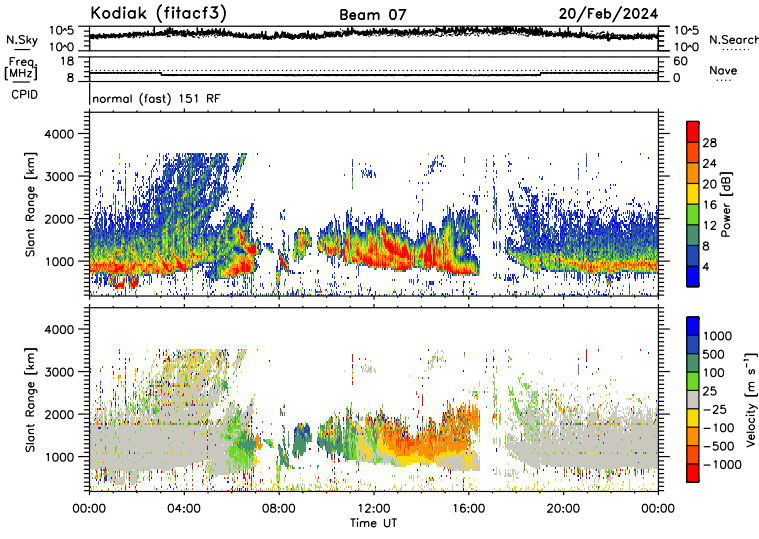 Kodiak (fitacf3) Beam 07 20/Feb/2024
N.Sky 10^5 10^0 10^5 10^0 N.Search
Freq. [MHz] 18 8 60 0 Nave
CPID normal (fast) 151 RF
Slant Range [km]
4000
3000
2000
1000
28
24
20
16
12
8
4
Power [dB]
Slant Range [km]
4000
3000
2000
1000
1000
500
100
25
-25
-100
-500
-1000
Velocity [m s^-1]
00:00 04:00 08:00 12:00 16:00 20:00 00:00
Time UT